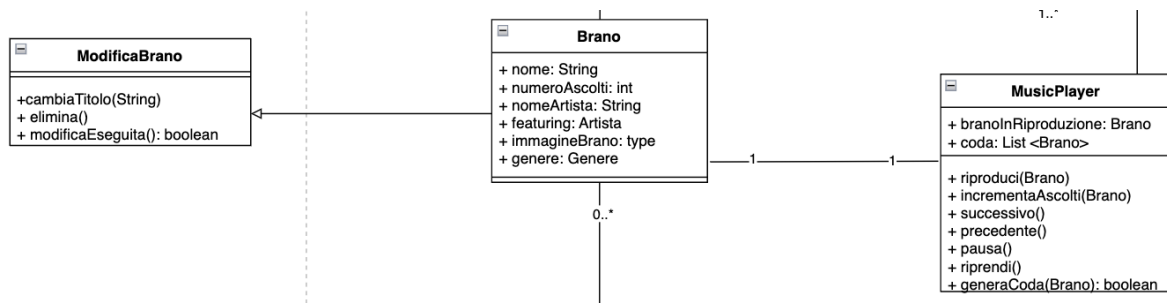 ModificaBrano
+cambiaTitolo(String)
+ elimina()
+ modificaEseguita(): boolean
Brano
+ nome: String
+ numeroAscolti: int
+ nomeArtista: String
+ featuring: Artista
+ immagineBrano: type
+ genere: Genere
0..*
1
1
1..*
MusicPlayer
+ branoInRiproduzione: Brano
+ coda: List <Brano>
+ riproduci(Brano)
+ incrementaAscolti(Brano)
+ successivo()
+ precedente()
+ pausa()
+ riprendi()
+ generaCoda(Brano): boolean